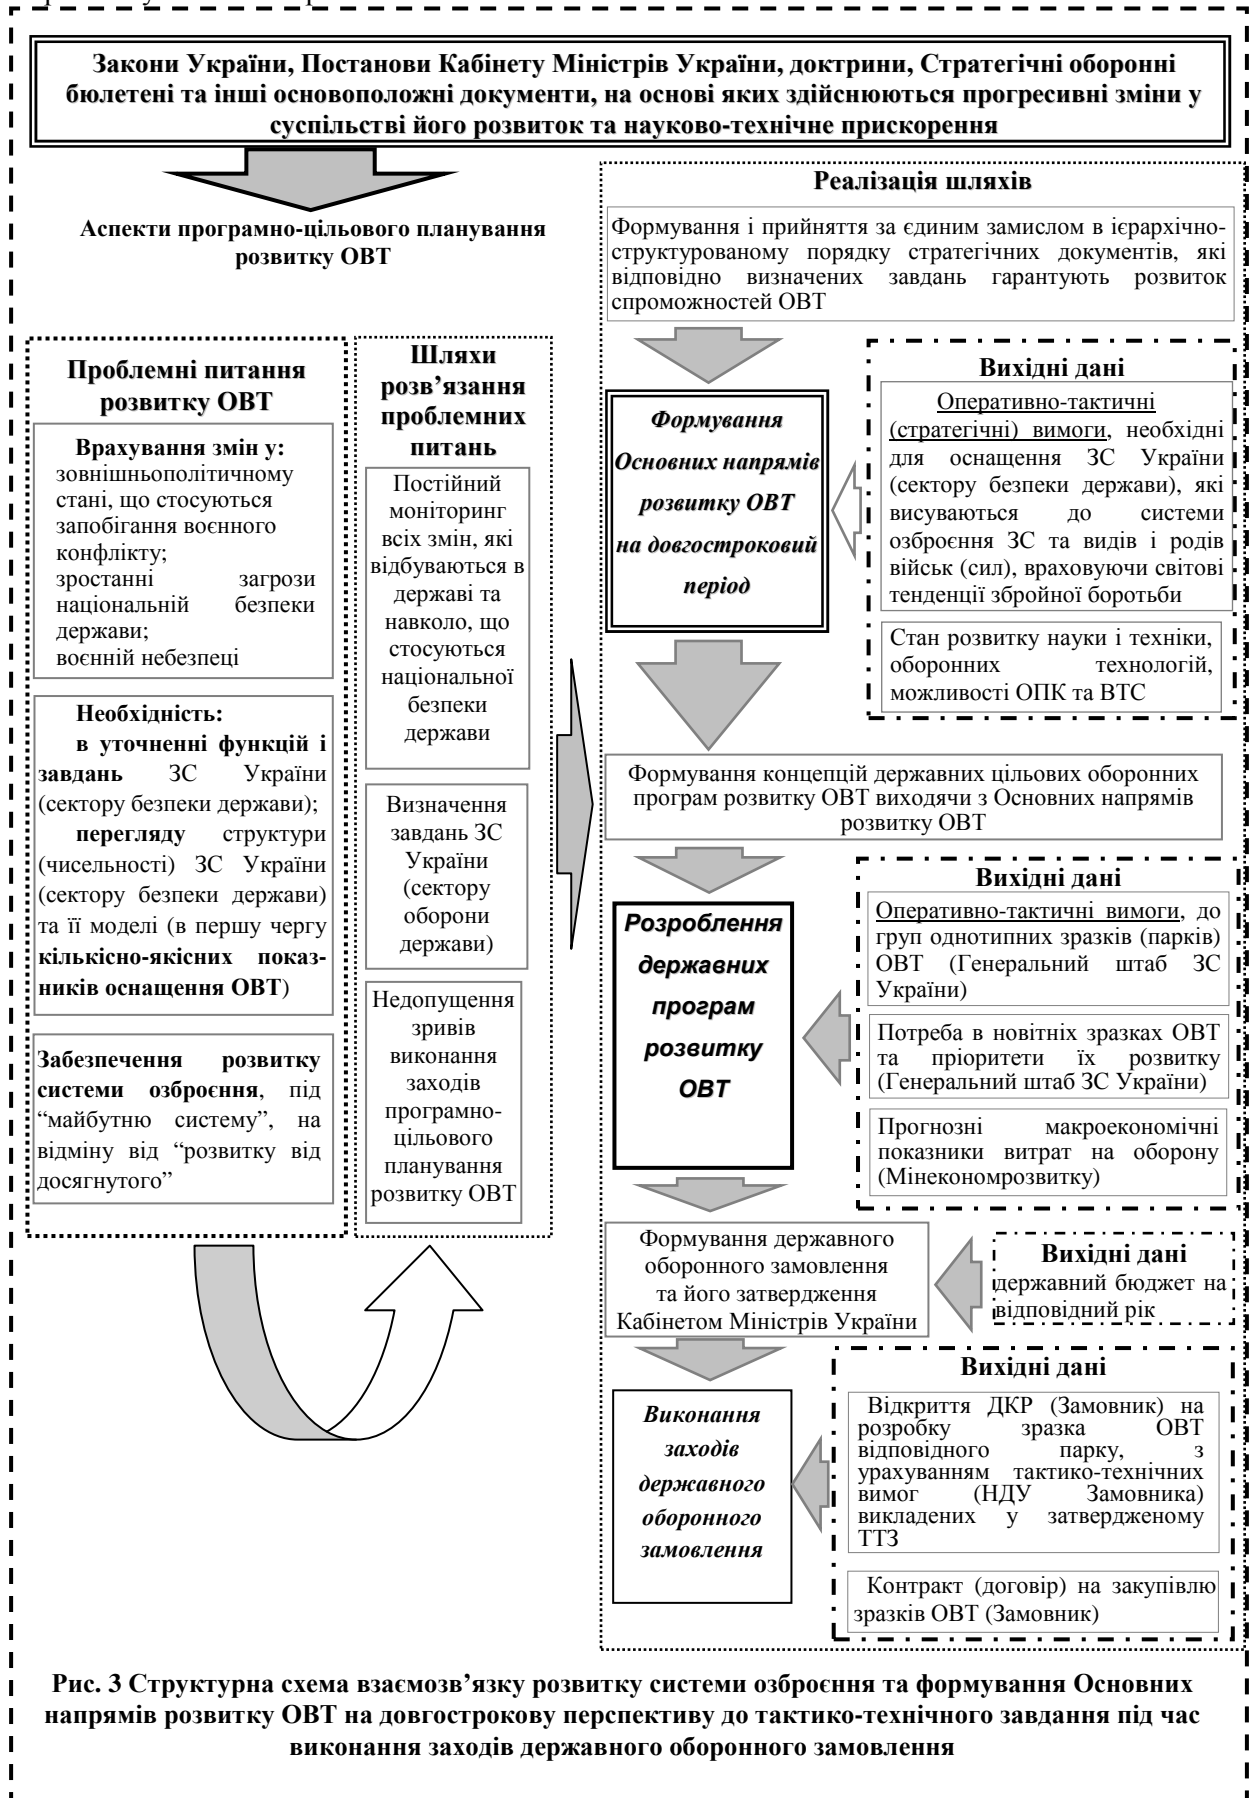 Закони України, Постанови Кабінету Міністрів України, доктрини, Стратегічні оборонні
бюлетені та інші основоположні документи, на основі яких здійснюються прогресивні зміни у
суспільстві його розвиток та науково-технічне прискорення
Аспекти програмно-цільового планування
розвитку ОВТ
Проблемні питання
розвитку ОВТ
Врахування змін у:
зовнішньополітичному
стані, що стосуються
запобігання воєнного
конфлікту;
зростанні загрози
національній безпеки
держави;
воєнній небезпеці
Необхідність:
в уточненні функцій і
завдань ЗС України
(сектору безпеки держави);
перегляду структури
(чисельності) ЗС України
(сектору безпеки держави)
та її моделі (в першу чергу
кількісно-якісних показ-
ників оснащення ОВТ)
Забезпечення розвитку
системи озброєння, під
“майбутню систему”, на
відміну від “розвитку від
досягнутого”
Шляхи
розв’язання
проблемних
питань
Постійний
моніторинг
всіх змін, які
відбуваються в
державі та
навколо, що
стосуються
національної
безпеки
держави
Визначення
завдань ЗС
України
(сектору
оборони
держави)
Недопущення
зривів
виконання
заходів
програмно-
цільового
планування
розвитку ОВТ
Реалізація шляхів
Формування і прийняття за єдиним замислом в ієрархічно-
структурованому порядку стратегічних документів, які
відповідно визначених завдань гарантують розвиток
спроможностей ОВТ
Формування
Основних напрямів
розвитку ОВТ
на довгостроковий
період
Вихідні дані
Оперативно-тактичні
(стратегічні) вимоги, необхідні
для оснащення ЗС України
(сектору безпеки держави), які
висуваються до системи
озброєння ЗС та видів і родів
військ (сил), враховуючи світові
тенденції збройної боротьби
Стан розвитку науки і техніки,
оборонних технологій,
можливості ОПК та ВТС
Формування концепцій державних цільових оборонних
програм розвитку ОВТ виходячи з Основних напрямів
розвитку ОВТ
Розроблення
державних
програм
розвитку
ОВТ
Вихідні дані
Оперативно-тактичні вимоги, до
груп однотипних зразків (парків)
ОВТ (Генеральний штаб ЗС
України)
Потреба в новітніх зразках ОВТ
та пріоритети їх розвитку
(Генеральний штаб ЗС України)
Прогнозні макроекономічні
показники витрат на оборону
(Мінекономрозвитку)
Формування державного
оборонного замовлення
та його затвердження
Кабінетом Міністрів України
Вихідні дані
державний бюджет на
відповідний рік
Виконання
заходів
державного
оборонного
замовлення
Вихідні дані
Відкриття ДКР (Замовник) на
розробку зразка ОВТ
відповідного парку, з
урахуванням тактико-технічних
вимог (НДУ Замовника)
викладених у затвердженому
ТТЗ
Контракт (договір) на закупівлю
зразків ОВТ (Замовник)
Рис. 3 Структурна схема взаємозв’язку розвитку системи озброєння та формування Основних
напрямів розвитку ОВТ на довгострокову перспективу до тактико-технічного завдання під час
виконання заходів державного оборонного замовлення